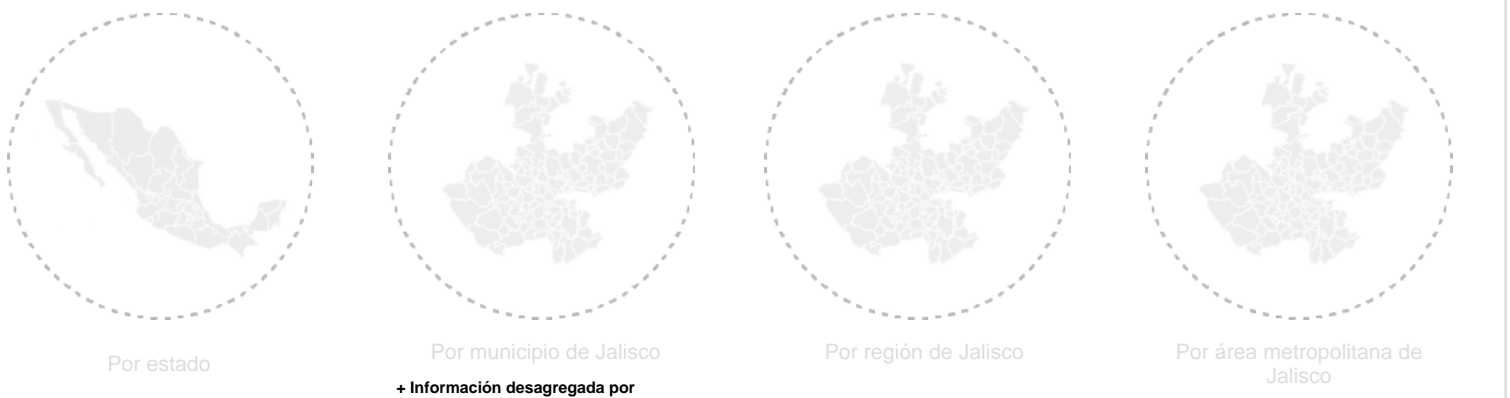 Por estado
Por municipio de Jalisco
+ Información desagregada por
Por región de Jalisco
Por área metropolitana de
Jalisco